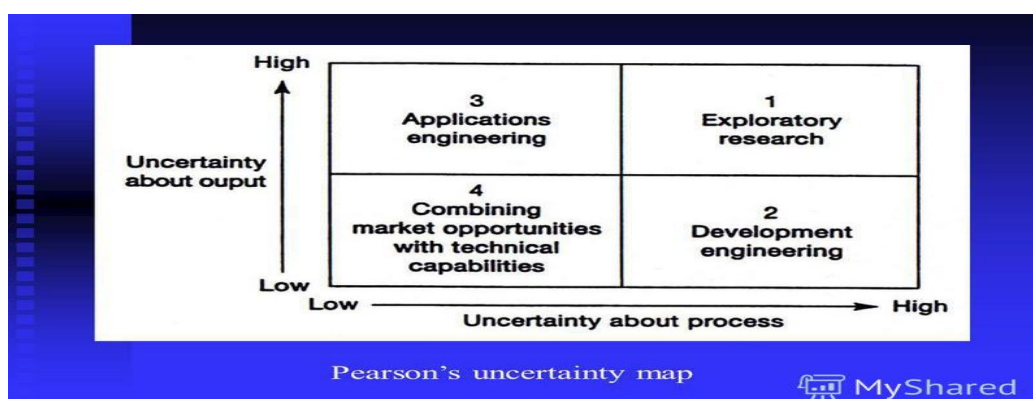 High
3
Applications
engineering
1
Exploratory
research
Uncertainty
about ouput
4
Combining
market opportunities
with technical
capabilities
2
Development
engineering
Low
Low
High
Uncertainty about process
Pearson's uncertainty map
MyShared